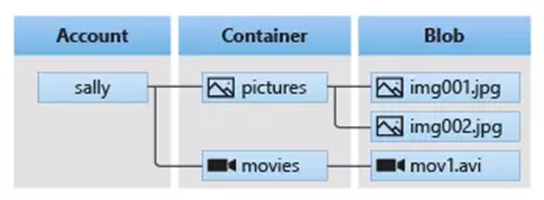 Account Container Blob
sally pictures img001.jpg
img002.jpg
movies mov1.avi